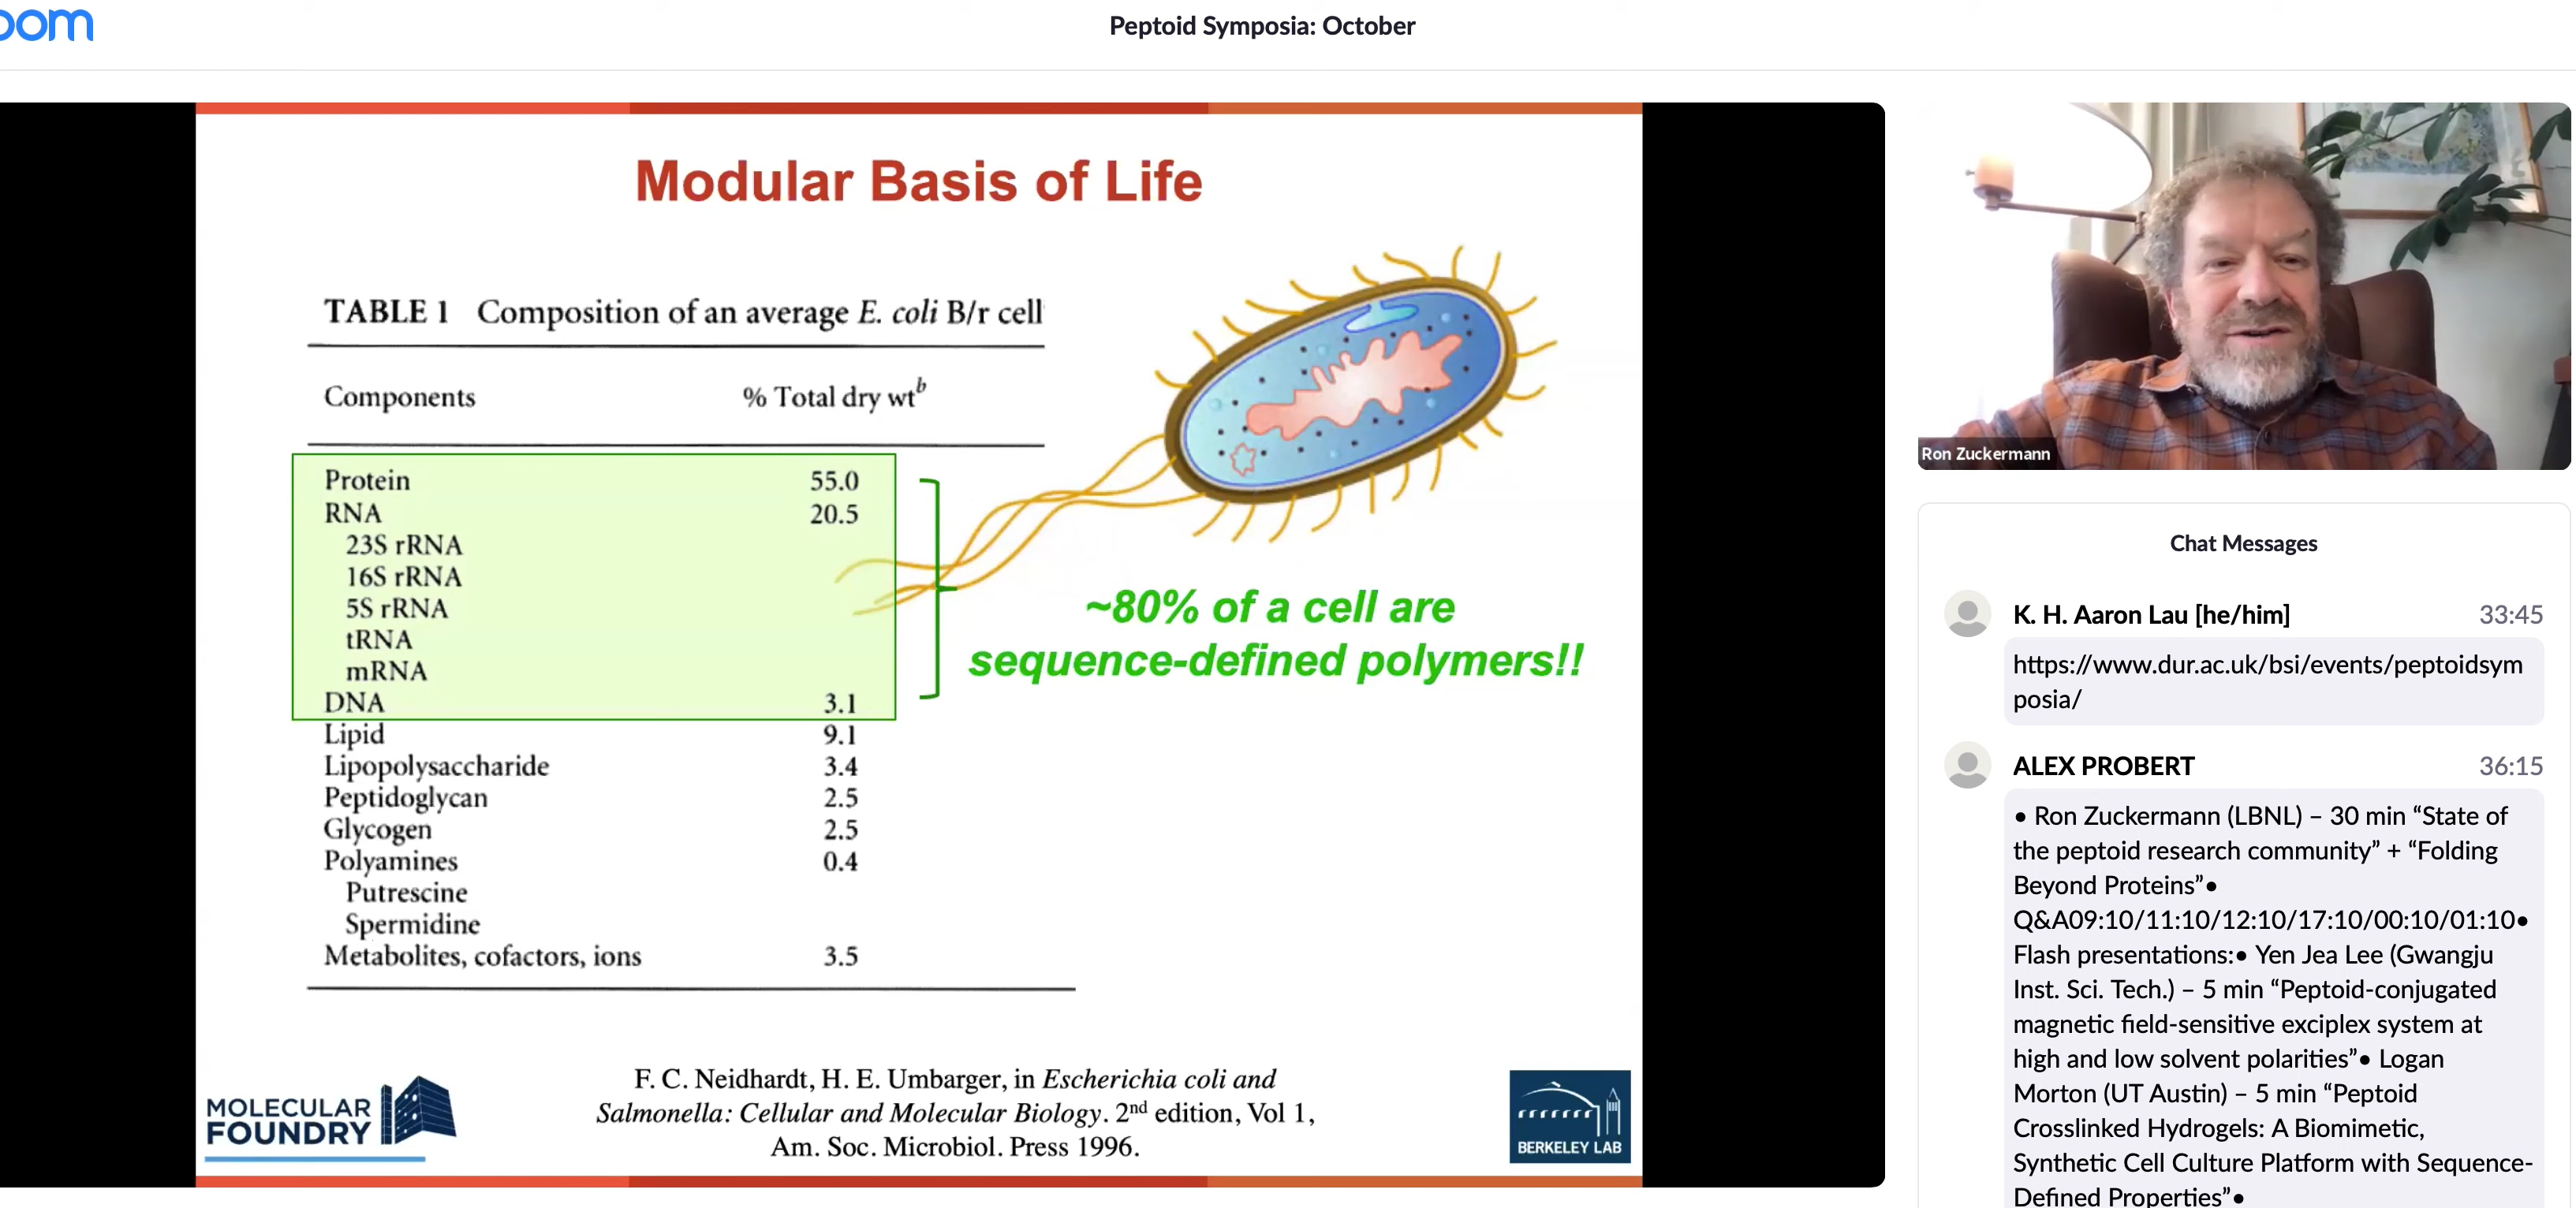 oom
Peptoid Symposia: October
Modular Basis of Life
TABLE 1 Composition of an average E. coli B/r cell
Components % Total dry wtᵇ
Protein 55.0
RNA 20.5
23S rRNA
16S rRNA
5S rRNA
tRNA
mRNA
DNA 3.1
Lipid 9.1
Lipopolysaccharide 3.4
Peptidoglycan 2.5
Glycogen 2.5
Polyamines 0.4
Putrescine
Spermidine
Metabolites, cofactors, ions 3.5
~80% of a cell are
sequence-defined polymers!!
MOLECULAR
FOUNDRY
F. C. Neidhardt, H. E. Umbarger, in Escherichia coli and
Salmonella: Cellular and Molecular Biology. 2nd edition, Vol 1,
Am. Soc. Microbiol. Press 1996.
BERKELEY LAB
Ron Zuckermann
Chat Messages
K. H. Aaron Lau [he/him] 33:45
https://www.dur.ac.uk/bsi/events/peptoidsym
posia/
ALEX PROBERT 36:15
• Ron Zuckermann (LBNL) – 30 min “State of
the peptoid research community” + “Folding
Beyond Proteins”•
Q&A09:10/11:10/12:10/17:10/00:10/01:10•
Flash presentations:• Yen Jea Lee (Gwangju
Inst. Sci. Tech.) – 5 min “Peptoid-conjugated
magnetic field-sensitive exciplex system at
high and low solvent polarities”• Logan
Morton (UT Austin) – 5 min “Peptoid
Crosslinked Hydrogels: A Biomimetic,
Synthetic Cell Culture Platform with Sequence-
Defined Properties”•